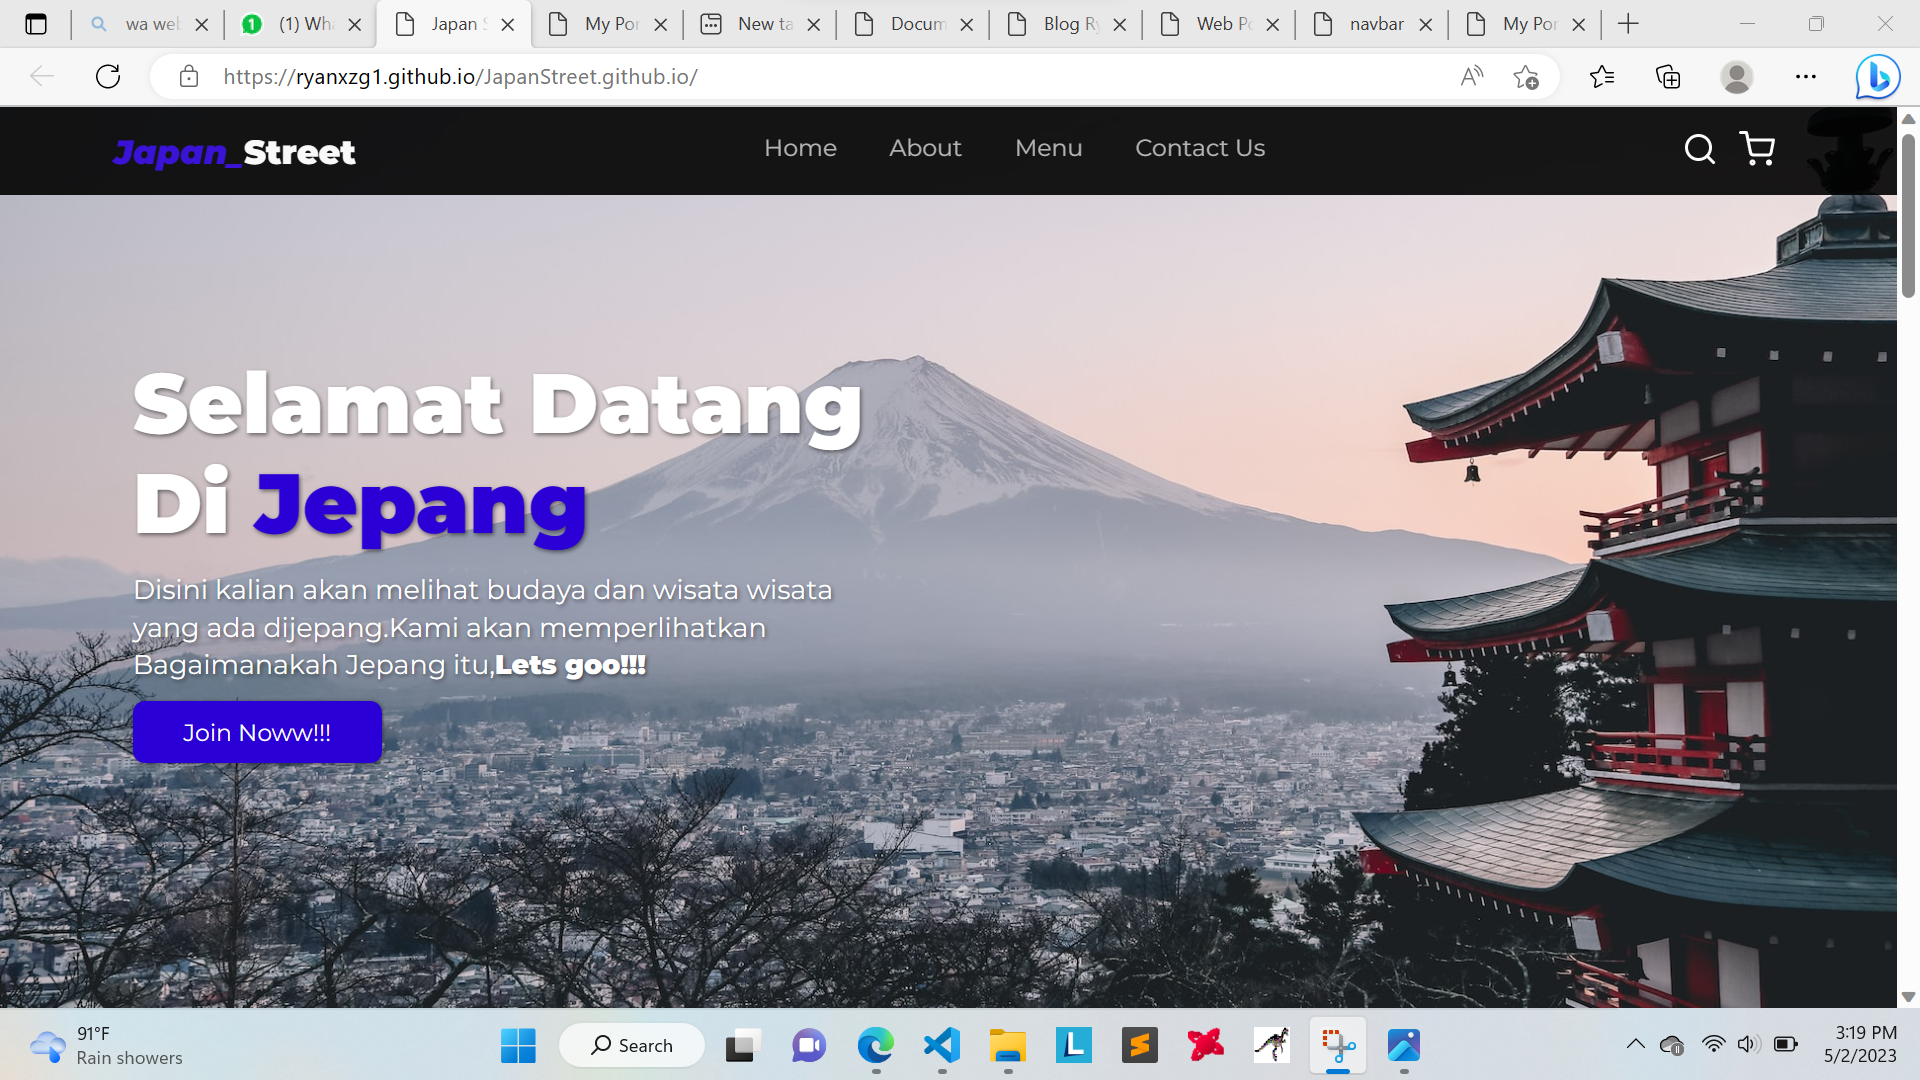 wa web
(1) Wha
Japan S
My Por
New ta
Docum
Blog Ry
Web Po
navbar
My Por
https://ryanxzg1.github.io/JapanStreet.github.io/
Japan_Street
Home
About
Menu
Contact Us
Selamat Datang
Di Jepang
Disini kalian akan melihat budaya dan wisata wisata
yang ada dijepang.Kami akan memperlihatkan
Bagaimanakah Jepang itu,Lets goo!!!
Join Noww!!!
91°F
Rain showers
Search
3:19 PM
5/2/2023